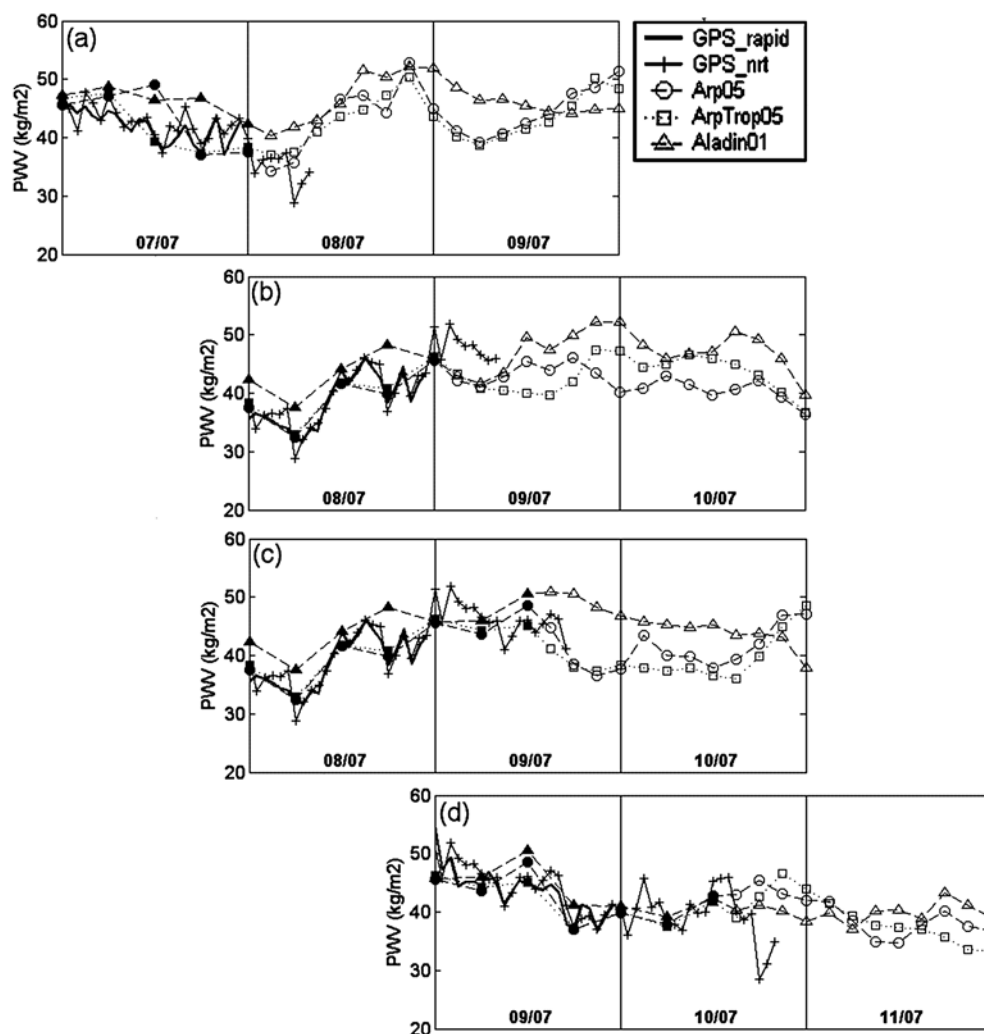 (a)
60
50
40
30
20
PWV (kg/m2)
07/07 08/07 09/07
GPS_rapid
GPS_nrt
Arp05
ArpTrop05
Aladin01
(b)
60
50
40
30
20
PWV (kg/m2)
08/07 09/07 10/07
(c)
60
50
40
30
20
PWV (kg/m2)
08/07 09/07 10/07
(d)
60
50
40
30
20
PWV (kg/m2)
09/07 10/07 11/07